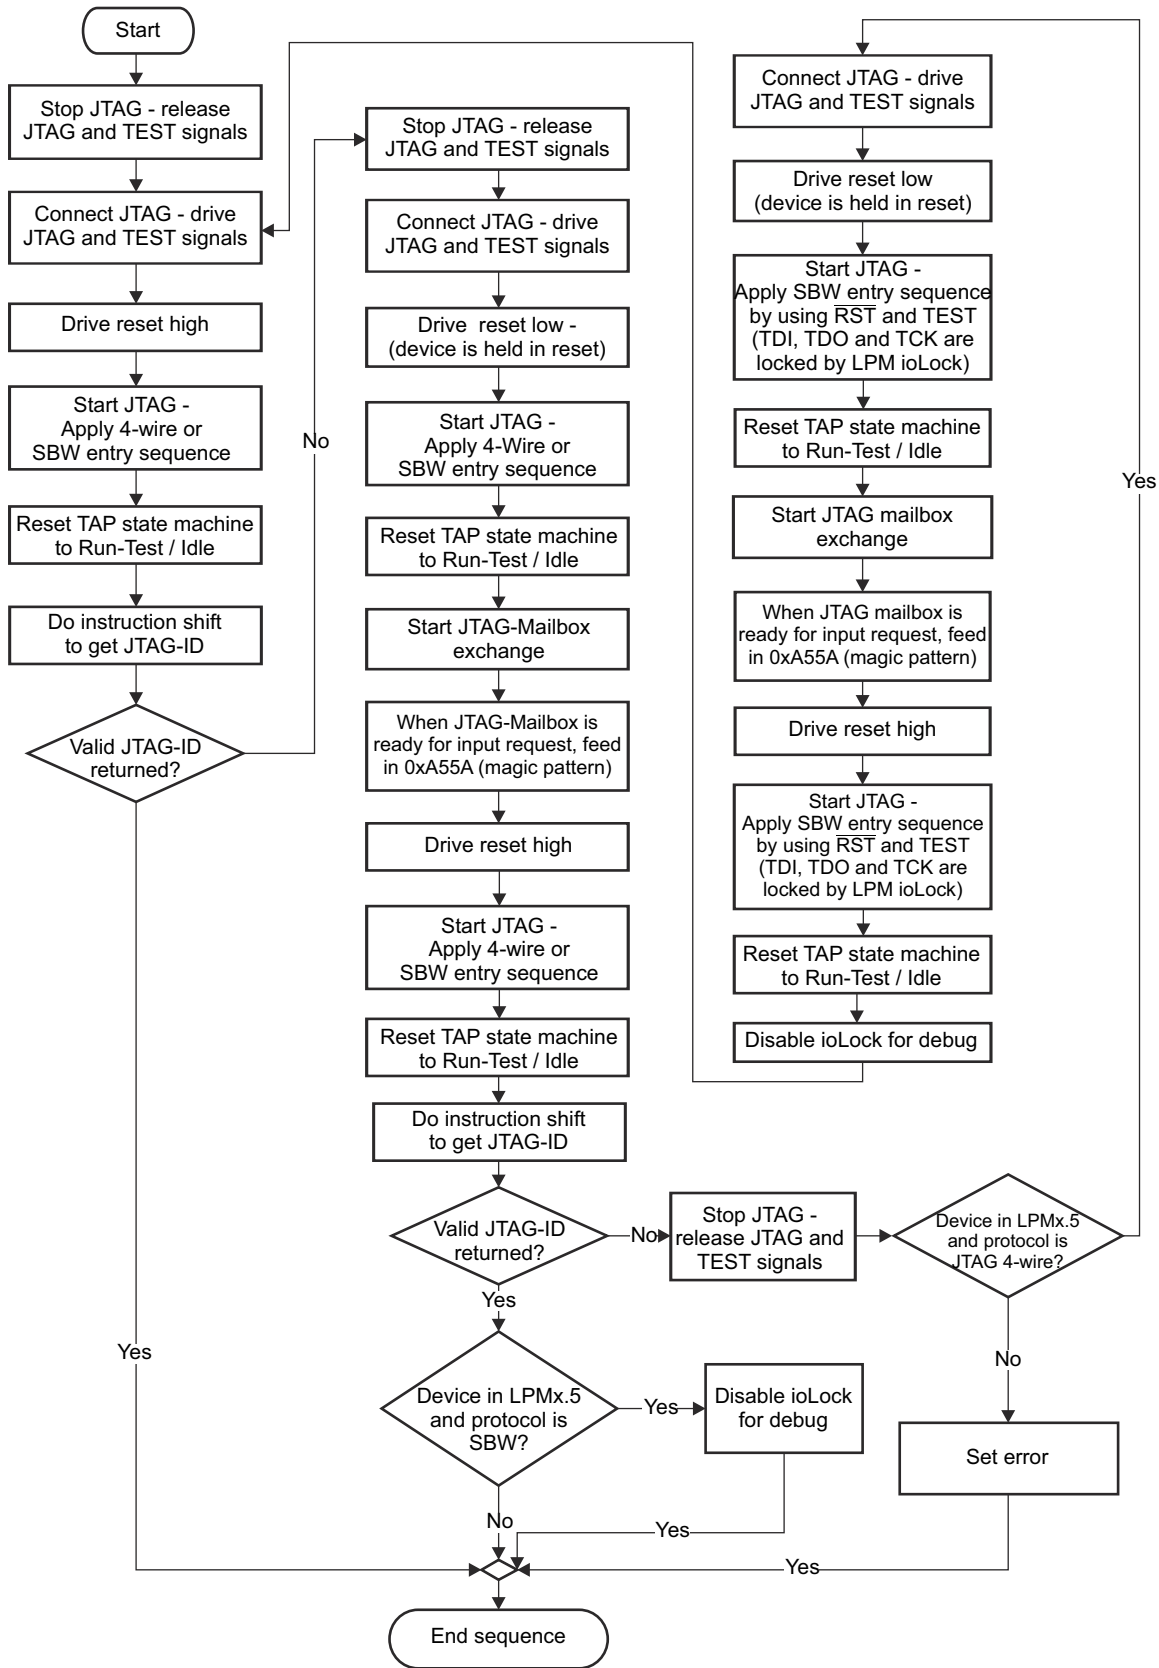 Start
Stop JTAG - release
JTAG and TEST signals
Connect JTAG - drive
JTAG and TEST signals
Drive reset high
Start JTAG -
Apply 4-wire or
SBW entry sequence
Reset TAP state machine
to Run-Test / Idle
Do instruction shift
to get JTAG-ID
Valid JTAG-ID
returned?
No
Yes
Stop JTAG - release
JTAG and TEST signals
Connect JTAG - drive
JTAG and TEST signals
Drive reset low -
(device is held in reset)
Start JTAG -
Apply 4-Wire or
SBW entry sequence
Reset TAP state machine
to Run-Test / Idle
Start JTAG-Mailbox
exchange
When JTAG-Mailbox is
ready for input request, feed
in 0xA55A (magic pattern)
Drive reset high
Start JTAG -
Apply 4-wire or
SBW entry sequence
Reset TAP state machine
to Run-Test / Idle
Do instruction shift
to get JTAG-ID
Valid JTAG-ID
returned?
No
Yes
Stop JTAG -
release JTAG and
TEST signals
Device in LPMx.5
and protocol is
JTAG 4-wire?
Yes
No
Set error
Yes
Device in LPMx.5
and protocol is
SBW?
Yes
Disable ioLock
for debug
Yes
No
End sequence
Connect JTAG - drive
JTAG and TEST signals
Drive reset low
(device is held in reset)
Start JTAG -
Apply SBW entry sequence
by using RST and TEST
(TDI, TDO and TCK are
locked by LPM ioLock)
Reset TAP state machine
to Run-Test / Idle
Start JTAG mailbox
exchange
When JTAG mailbox is
ready for input request, feed
in 0xA55A (magic pattern)
Drive reset high
Start JTAG -
Apply SBW entry sequence
by using RST and TEST
(TDI, TDO and TCK are
locked by LPM ioLock)
Reset TAP state machine
to Run-Test / Idle
Disable ioLock for debug